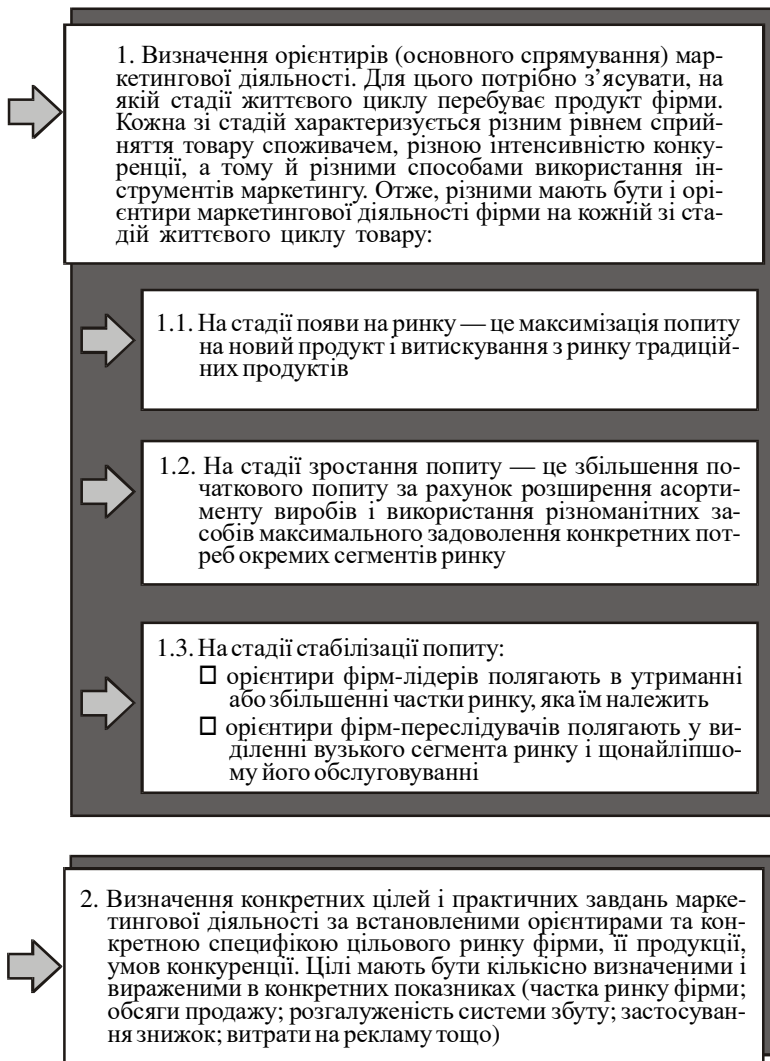 1. Визначення орієнтирів (основного спрямування) мар-
кетингової діяльності. Для цього потрібно з’ясувати, на
якій стадії життєвого циклу перебуває продукт фірми.
Кожна зі стадій характеризується різним рівнем сприй-
няття товару споживачем, різною інтенсивністю конку-
ренції, а тому й різними способами використання ін-
струментів маркетингу. Отже, різними мають бути і орі-
єнтири маркетингової діяльності фірми на кожній зі ста-
дій життєвого циклу товару:
1.1. На стадії появи на ринку — це максимізація попиту
на новий продукт і витискування з ринку традицій-
них продуктів
1.2. На стадії зростання попиту — це збільшення по-
чаткового попиту за рахунок розширення асорти-
менту виробів і використання різноманітних за-
собів максимального задоволення конкретних пот-
реб окремих сегментів ринку
1.3. На стадії стабілізації попиту:
□ орієнтири фірм-лідерів полягають в утриманні
або збільшенні частки ринку, яка їм належить
□ орієнтири фірм-переслідувачів полягають у ви-
діленні вузького сегмента ринку і щонайліпшо-
му його обслуговуванні
2. Визначення конкретних цілей і практичних завдань марке-
тингової діяльності за встановленими орієнтирами та кон-
кретною специфікою цільового ринку фірми, її продукції,
умов конкуренції. Цілі мають бути кількісно визначеними і
вираженими в конкретних показниках (частка ринку фірми;
обсяги продажу; розгалуженість системи збуту; застосуван-
ня знижок; витрати на рекламу тощо)